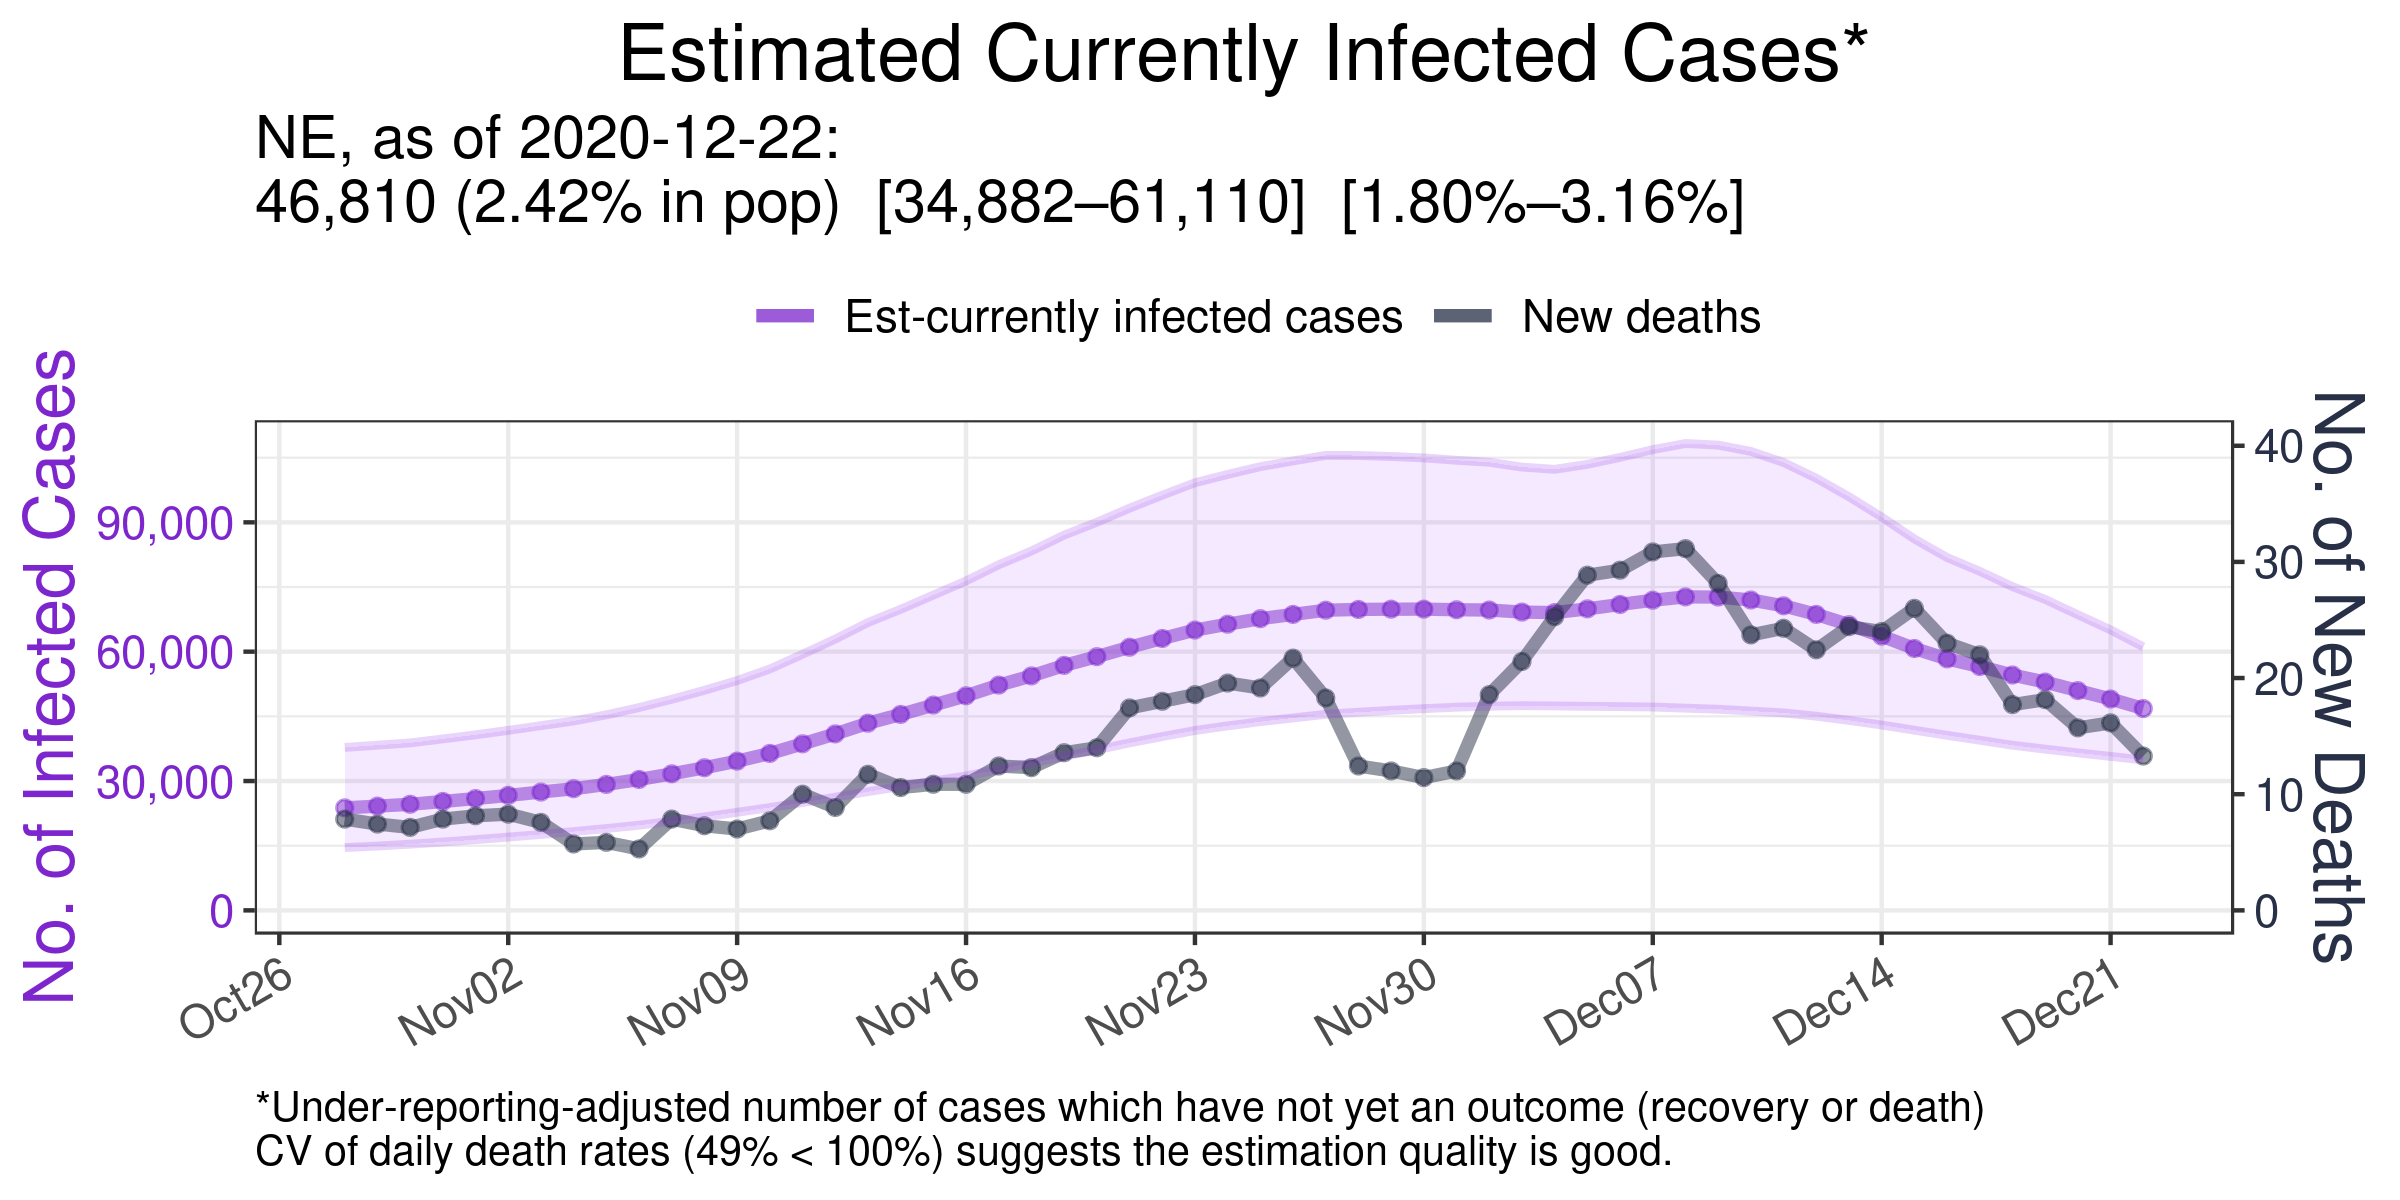 Estimated Currently Infected Cases*
NE, as of 2020-12-22:
46,810 (2.42% in pop)  [34,882–61,110]  [1.80%–3.16%]
Est-currently infected cases
New deaths
No. of Infected Cases
90,000
60,000
30,000
0
40
30
20
10
0
No. of New Deaths
Oct26
Nov02
Nov09
Nov16
Nov23
Nov30
Dec07
Dec14
Dec21
*Under-reporting-adjusted number of cases which have not yet an outcome (recovery or death)
CV of daily death rates (49% < 100%) suggests the estimation quality is good.